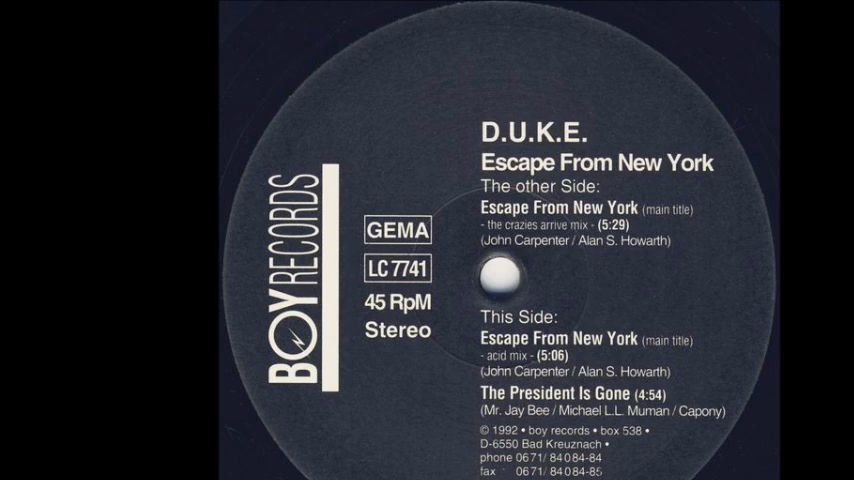 BOY RECORDS
GEMA
LC 7741
45 RpM
Stereo
D.U.K.E.
Escape From New York
The other Side:
Escape From New York (main title)
- the crazies arrive mix - (5:29)
(John Carpenter / Alan S. Howarth)
This Side:
Escape From New York (main title)
- acid mix - (5:06)
(John Carpenter / Alan S. Howarth)
The President Is Gone (4:54)
(Mr. Jay Bee / Michael L.L. Muman / Capony)
© 1992 • boy records • box 538 •
D-6550 Bad Kreuznach •
phone 0671/ 84084-84
fax 0671/ 84084-85